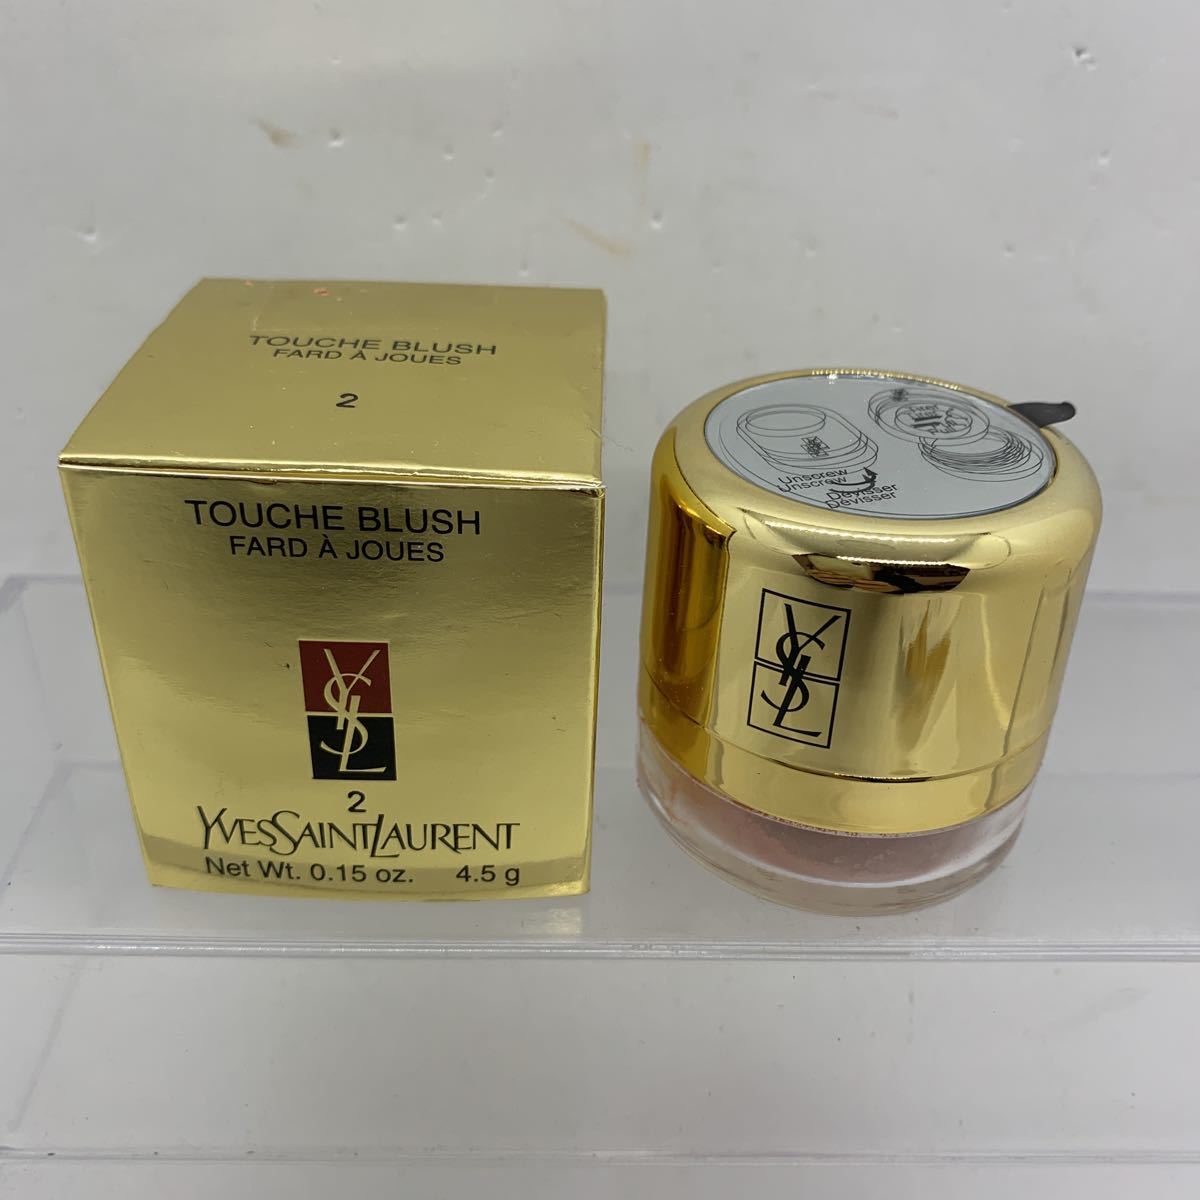 TOUCHE BLUSH
FARD À JOUES
2
TOUCHE BLUSH
FARD À JOUES
YSL
2
YVESSAINTLAURENT
Net Wt. 0.15 oz. 4.5 g
Unscrew
Unscrew
Dévisser
Dévisser
YSL